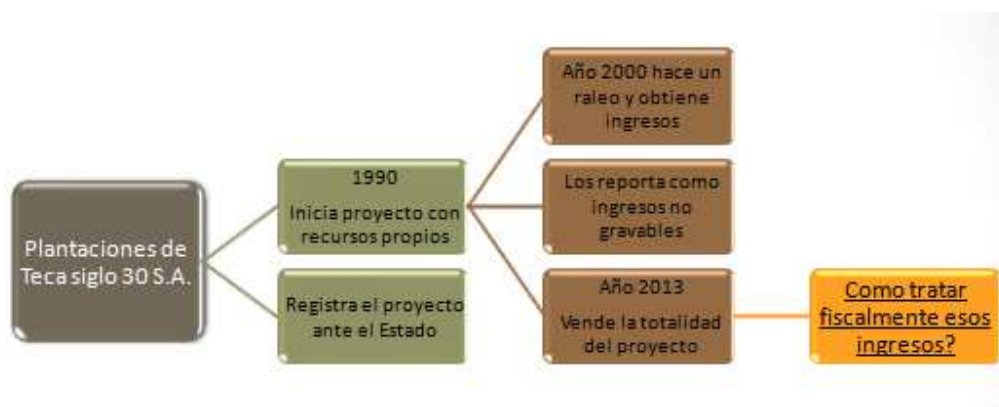 Plantaciones de
Teca siglo 30 S.A.
1990
Inicia proyecto con
recursos propios
Registra el proyecto
ante el Estado
Año 2000 hace un
raleo y obtiene
ingresos
Los reporta como
ingresos no
gravables
Año 2013
Vende la totalidad
del proyecto
Como tratar
fiscalmente esos
ingresos?